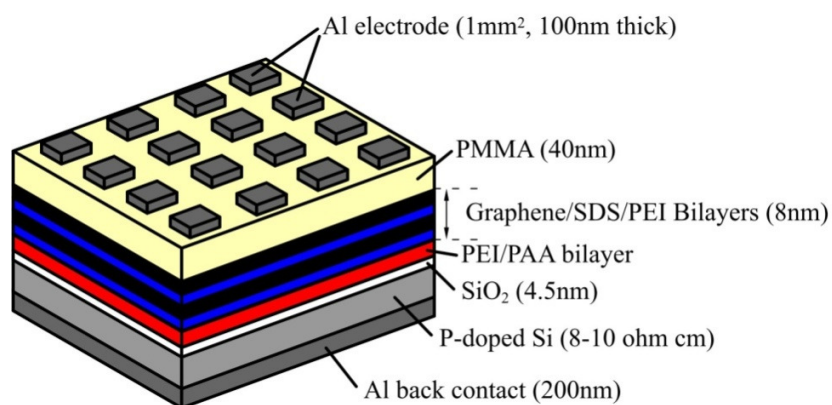 Al electrode (1mm², 100nm thick)
PMMA (40nm)
Graphene/SDS/PEI Bilayers (8nm)
PEI/PAA bilayer
SiO₂ (4.5nm)
P-doped Si (8-10 ohm cm)
Al back contact (200nm)